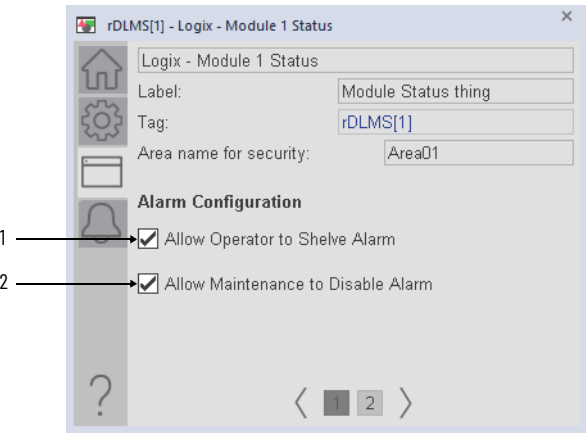 rDLMS[1] - Logix - Module 1 Status
Logix - Module 1 Status
Label: Module Status thing
Tag: rDLMS[1]
Area name for security: Area01
Alarm Configuration
1 Allow Operator to Shelve Alarm
2 Allow Maintenance to Disable Alarm
? 1 2